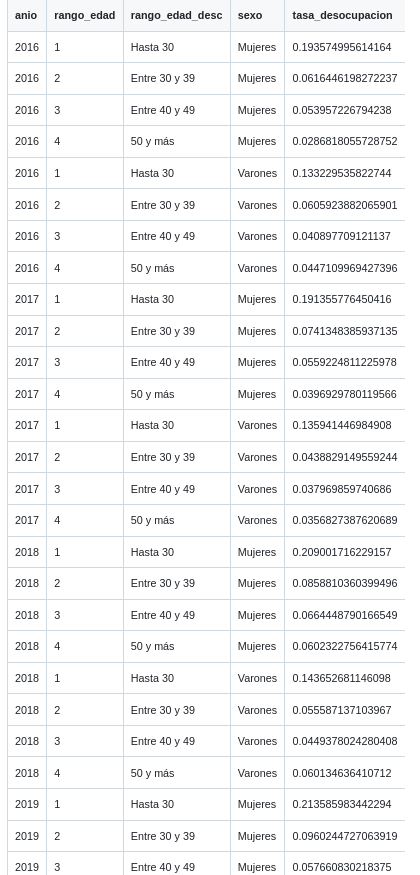 anio rango_edad rango_edad_desc sexo tasa_desocupacion
2016 1 Hasta 30 Mujeres 0.193574995614164
2016 2 Entre 30 y 39 Mujeres 0.0616446198272237
2016 3 Entre 40 y 49 Mujeres 0.053957226794238
2016 4 50 y más Mujeres 0.0286818055728752
2016 1 Hasta 30 Varones 0.133229535822744
2016 2 Entre 30 y 39 Varones 0.0605923882065901
2016 3 Entre 40 y 49 Varones 0.040897709121137
2016 4 50 y más Varones 0.0447109969427396
2017 1 Hasta 30 Mujeres 0.191355776450416
2017 2 Entre 30 y 39 Mujeres 0.0741348385937135
2017 3 Entre 40 y 49 Mujeres 0.0559224811225978
2017 4 50 y más Mujeres 0.0396929780119566
2017 1 Hasta 30 Varones 0.135941446984908
2017 2 Entre 30 y 39 Varones 0.0438829149559244
2017 3 Entre 40 y 49 Varones 0.037969859740686
2017 4 50 y más Varones 0.0356827387620689
2018 1 Hasta 30 Mujeres 0.209001716229157
2018 2 Entre 30 y 39 Mujeres 0.0858810360399496
2018 3 Entre 40 y 49 Mujeres 0.0664448790166549
2018 4 50 y más Mujeres 0.0602322756415774
2018 1 Hasta 30 Varones 0.143652681146098
2018 2 Entre 30 y 39 Varones 0.055587137103967
2018 3 Entre 40 y 49 Varones 0.0449378024280408
2018 4 50 y más Varones 0.060134636410712
2019 1 Hasta 30 Mujeres 0.213585983442294
2019 2 Entre 30 y 39 Mujeres 0.0960244727063919
2019 3 Entre 40 y 49 Mujeres 0.057660830218375